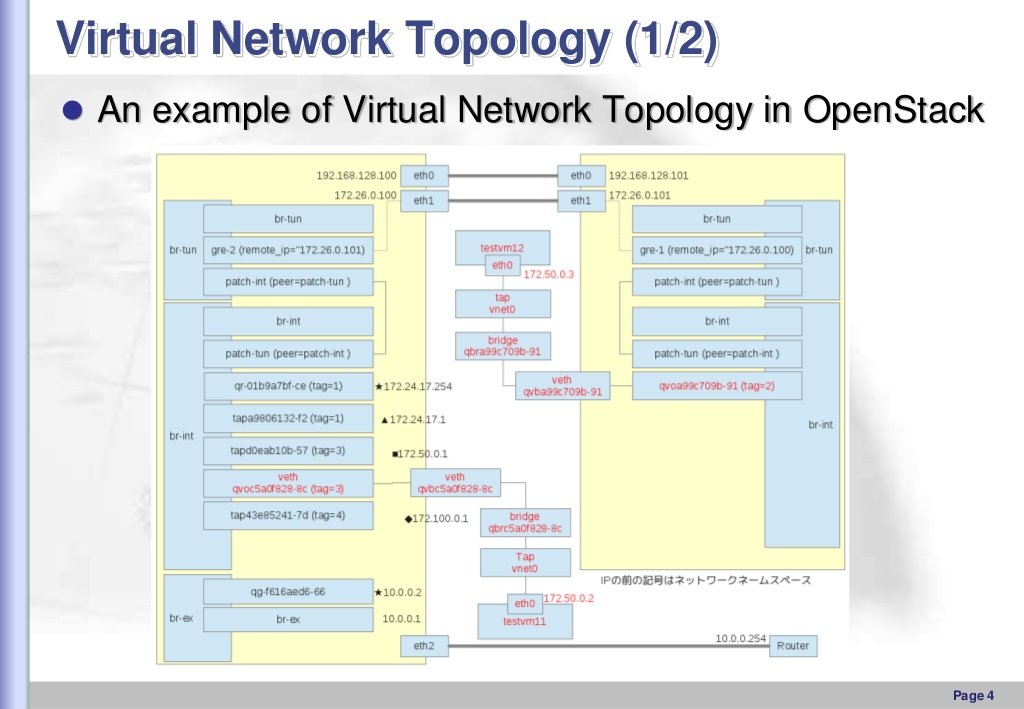 Virtual Network Topology (1/2)
● An example of Virtual Network Topology in OpenStack
192.168.128.100 eth0
172.26.0.100 eth1
eth0 192.168.128.101
eth1 172.26.0.101
br-tun
br-tun
gre-2 (remote_ip="172.26.0.101)
patch-int (peer=patch-tun )
br-int
br-int
patch-tun (peer=patch-int )
qr-01b9a7bf-ce (tag=1) ★172.24.17.254
tapa9806132-f2 (tag=1) ▲172.24.17.1
tapd0eab10b-57 (tag=3) ■172.50.0.1
veth
qvoc5a0f828-8c (tag=3)
tap43e85241-7d (tag=4) ◆172.100.0.1
br-ex
qg-f616aed6-66 ★10.0.0.2
br-ex 10.0.0.1
eth2
testvm12
eth0
172.50.0.3
tap
vnet0
bridge
qbra99c709b-91
veth
qvba99c709b-91
veth
qvbc5a0f828-8c
bridge
qbrc5a0f828-8c
Tap
vnet0
eth0 172.50.0.2
testvm11
br-tun
gre-1 (remote_ip="172.26.0.100)
br-tun
patch-int (peer=patch-tun )
br-int
patch-tun (peer=patch-int )
qvoa99c709b-91 (tag=2)
br-int
IPの前の記号はネットワークネームスペース
10.0.0.254 Router
Page 4